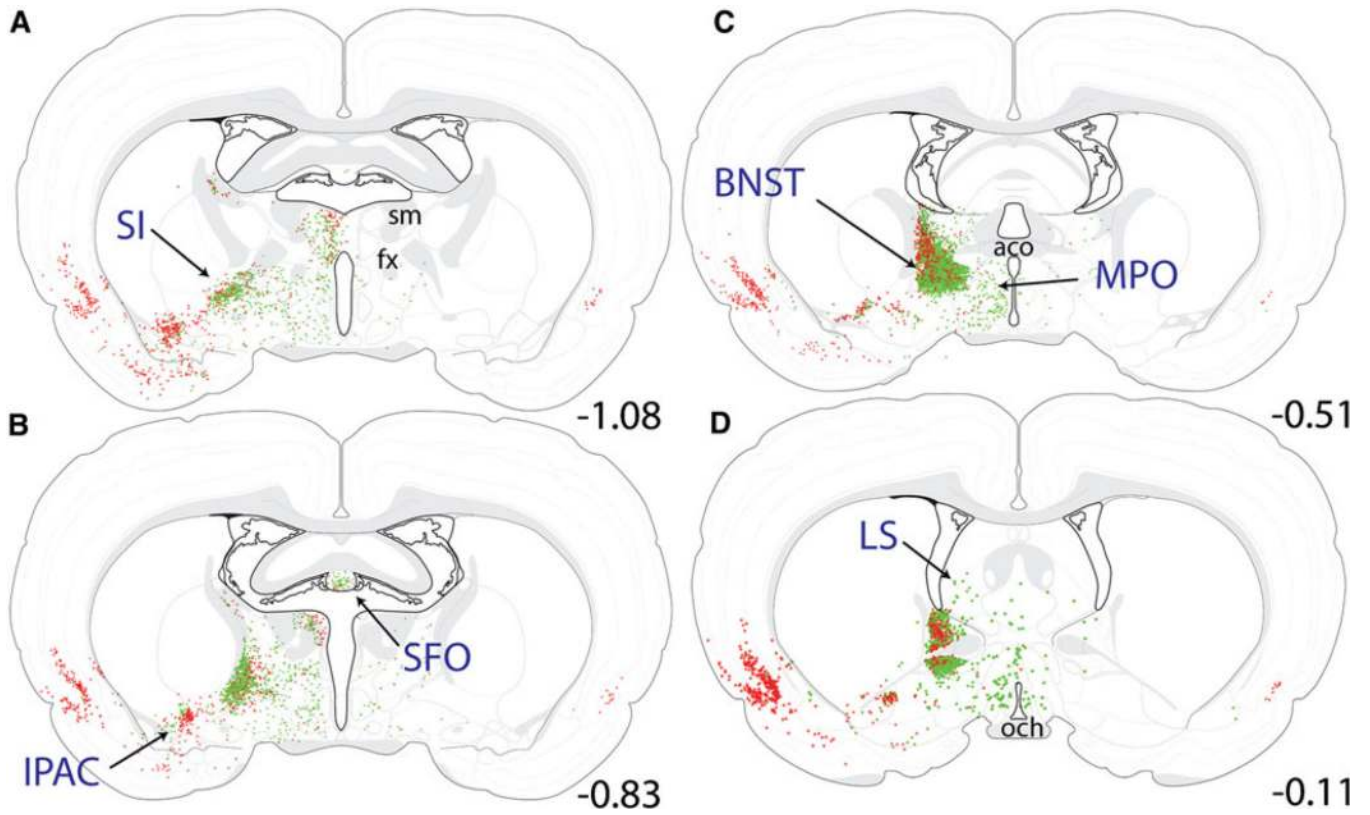 A
SI
sm
fx
-1.08
B
SFO
IPAC
-0.83
C
BNST
aco
MPO
-0.51
D
LS
och
-0.11